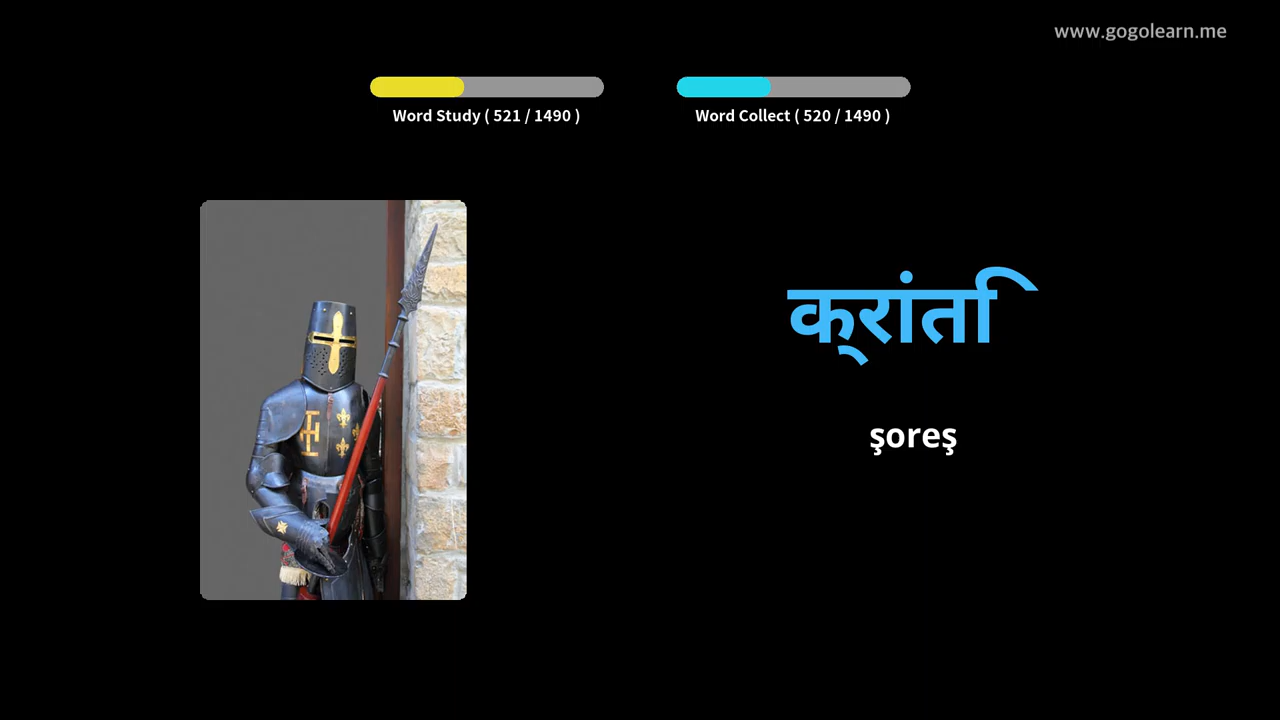 www.gogolearn.me
Word Study ( 521 / 1490 )
Word Collect ( 520 / 1490 )
क्रांति
şoreş